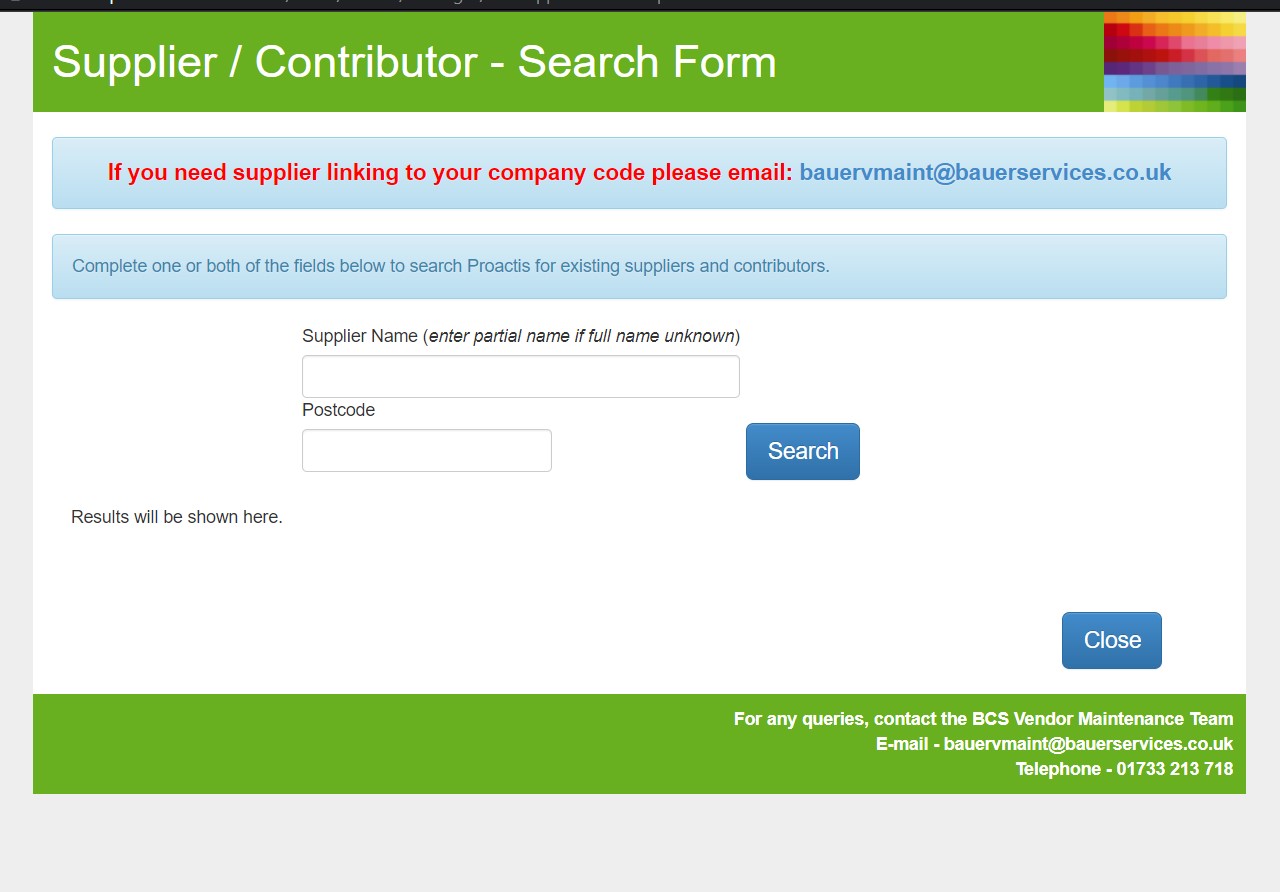 Supplier / Contributor - Search Form
If you need supplier linking to your company code please email: bauervmaint@bauerservices.co.uk
Complete one or both of the fields below to search Proactis for existing suppliers and contributors.
Supplier Name (enter partial name if full name unknown)
Postcode
Search
Results will be shown here.
Close
For any queries, contact the BCS Vendor Maintenance Team
E-mail - bauervmaint@bauerservices.co.uk
Telephone - 01733 213 718